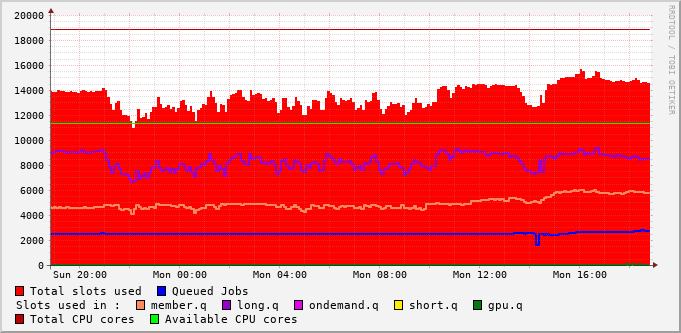 20000
18000
16000
14000
12000
10000
8000
6000
4000
2000
0
Sun 20:00 Mon 00:00 Mon 04:00 Mon 08:00 Mon 12:00 Mon 16:00
RRDTOOL / TOBI OETIKER
Total slots used Queued Jobs
Slots used in : member.q long.q ondemand.q short.q gpu.q
Total CPU cores Available CPU cores